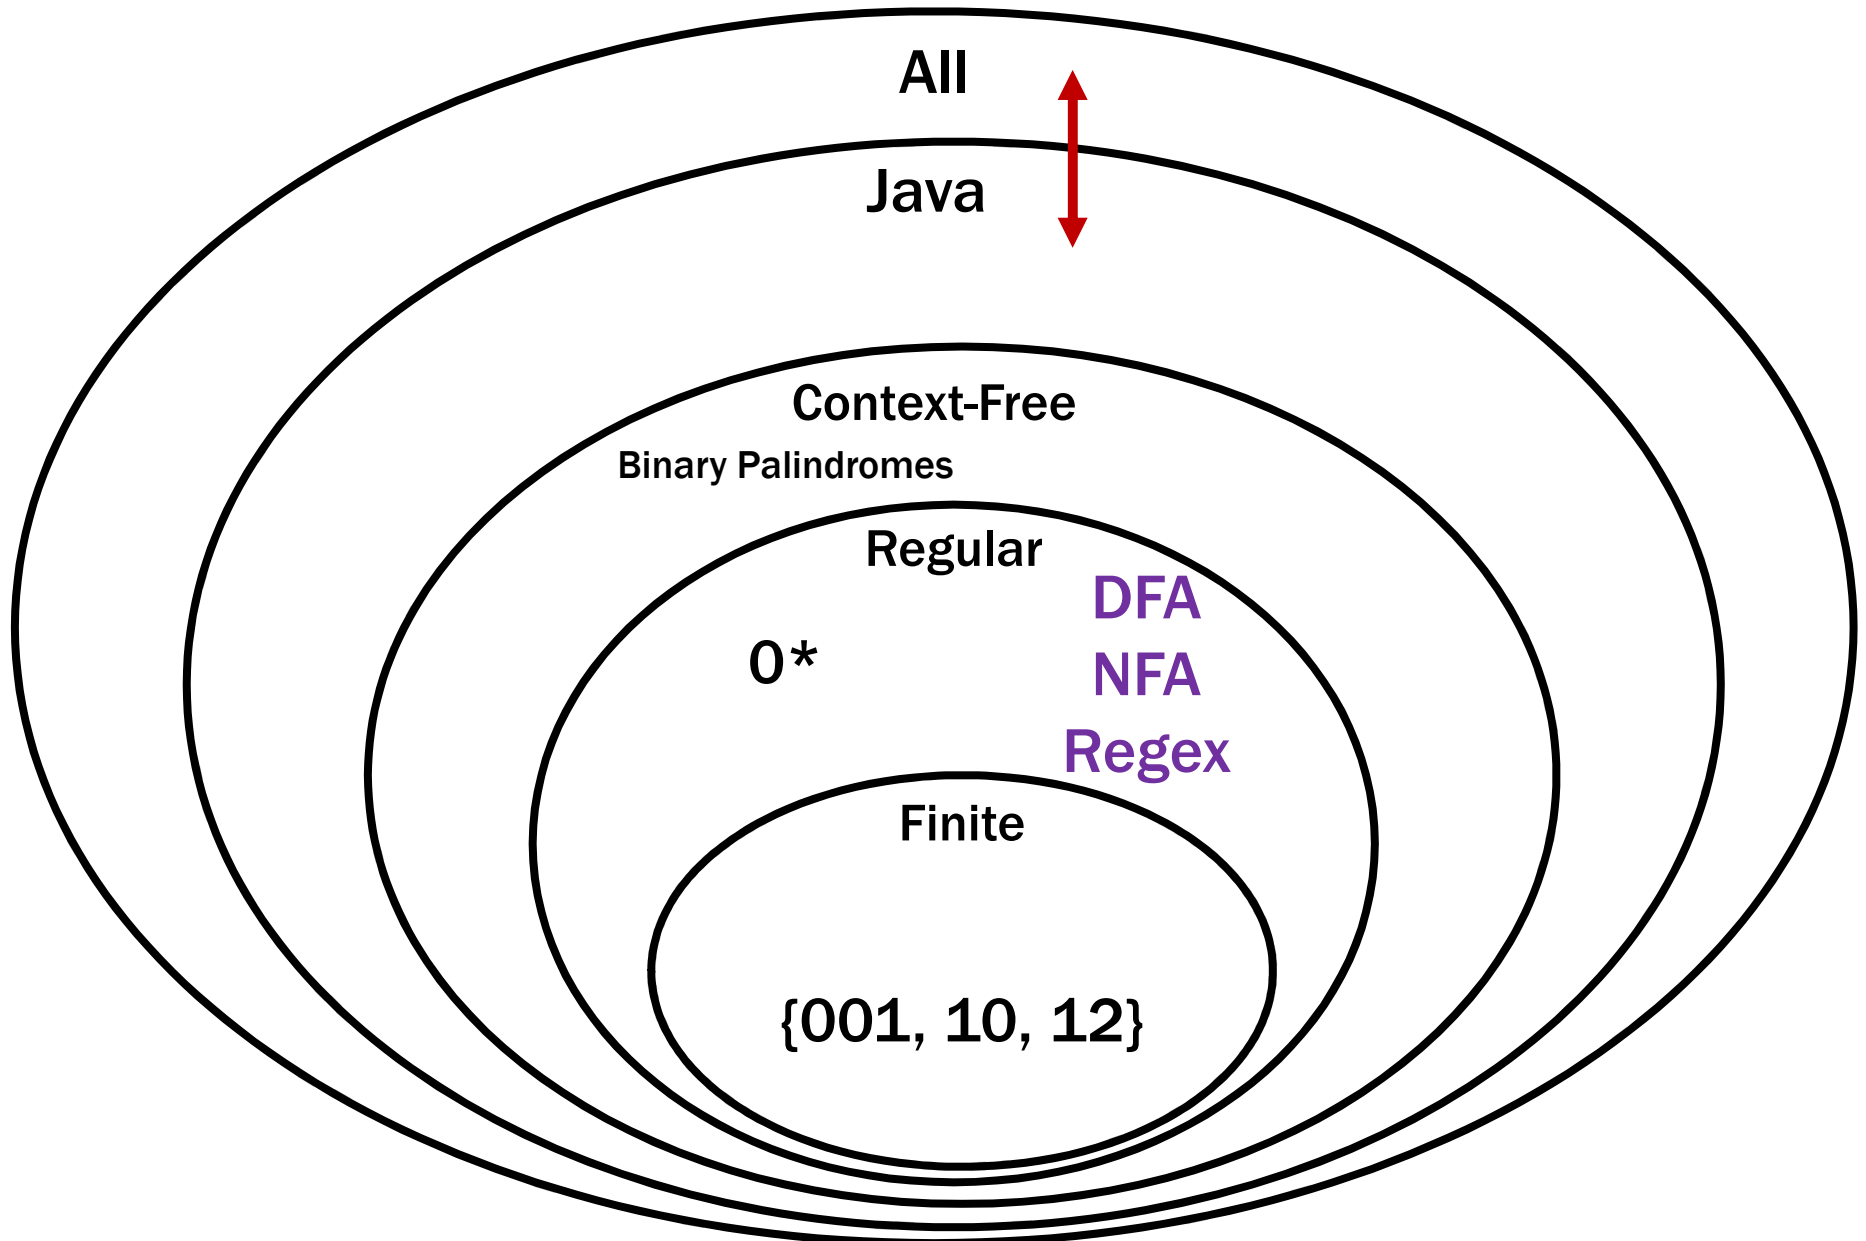 All
Java
Context-Free
Binary Palindromes
Regular
DFA
0*
NFA
Regex
Finite
{001, 10, 12}